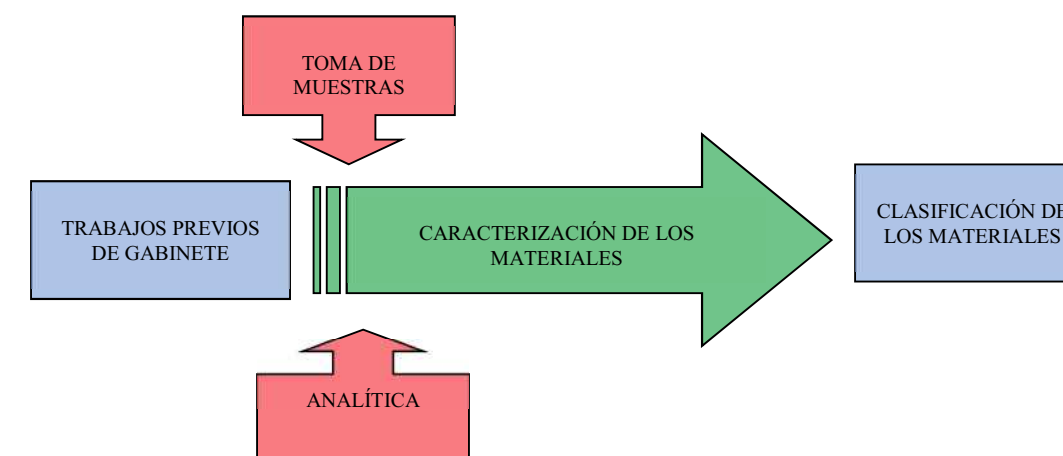 TOMA DE
MUESTRAS
TRABAJOS PREVIOS
DE GABINETE
CARACTERIZACIÓN DE LOS
MATERIALES
CLASIFICACIÓN DE
LOS MATERIALES
ANALÍTICA